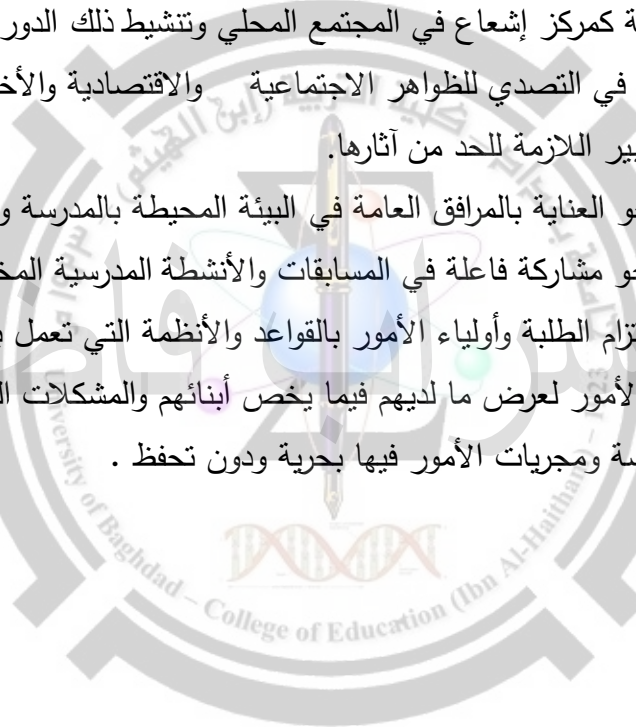 ة كمركز إشعاع في المجتمع المحلي وتنشيط ذلك الدور
في التصدي للظواهر الاجتماعية والاقتصادية والأخ
بير اللازمة للحد من آثارها.
و العناية بالمرافق العامة في البيئة المحيطة بالمدرسة و
و مشاركة فاعلة في المسابقات والأنشطة المدرسية المخ
تزام الطلبة وأولياء الأمور بالقواعد والأنظمة التي تعمل ب
الأمور لعرض ما لديهم فيما يخص أبنائهم والمشكلات ال
سة ومجريات الأمور فيها بحرية ودون تحفظ .
University of Baghdad – College of Education (Ibn Al-Haitham) – 1923